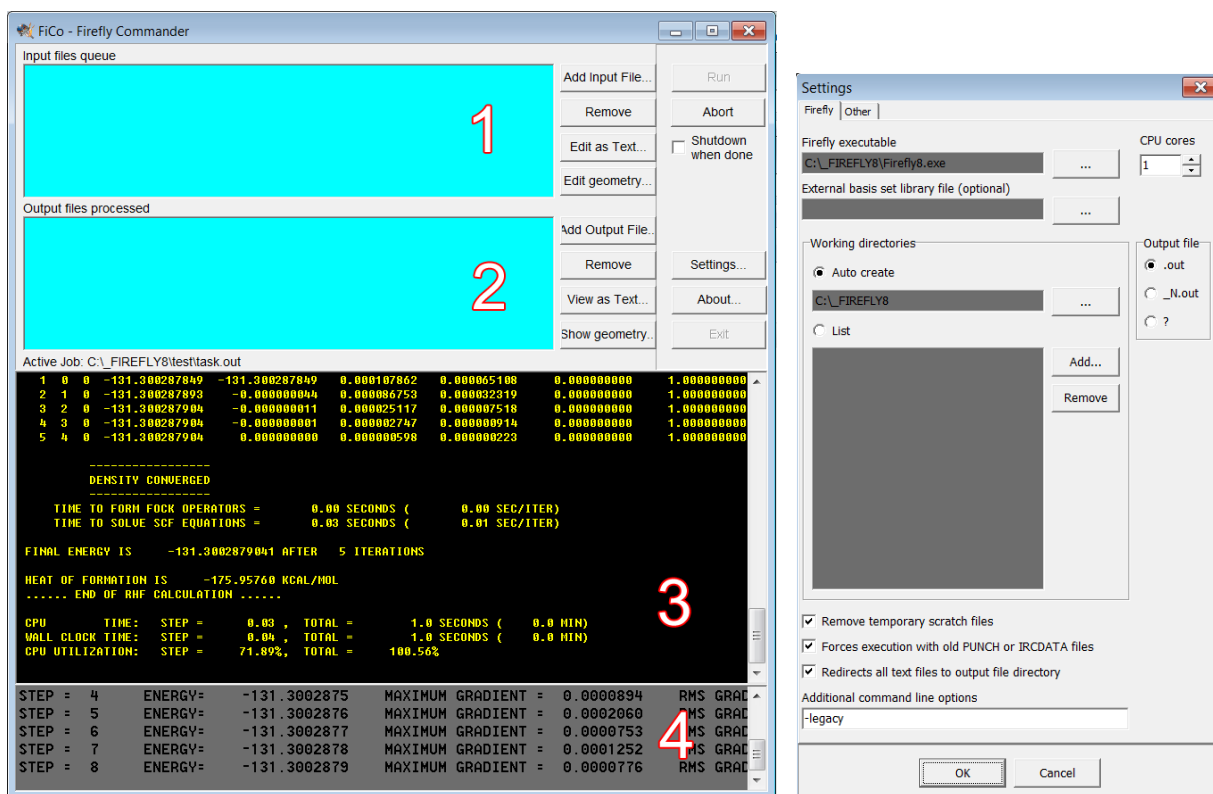 FiCo - Firefly Commander
Input files queue
1
Add Input File...
Run
Remove
Abort
Edit as Text...
Shutdown
when done
Edit geometry...
Output files processed
2
Add Output File..
Remove
Settings...
View as Text...
About...
Show geometry..
Exit
Active Job: C:\_FIREFLY8\test\task.out
1 0 0 -131.300287849 -131.300287849 0.000107862 0.000065108 0.000000000 1.000000000
2 1 0 -131.300287893 -0.000000044 0.000086753 0.000032319 0.000000000 1.000000000
3 2 0 -131.300287904 -0.000000011 0.000025117 0.000007518 0.000000000 1.000000000
4 3 0 -131.300287904 -0.000000001 0.000002747 0.000000914 0.000000000 1.000000000
5 4 0 -131.300287904 0.000000000 0.000000598 0.000000223 0.000000000 1.000000000
-----------------
DENSITY CONVERGED
-----------------
TIME TO FORM FOCK OPERATORS = 0.00 SECONDS ( 0.00 SEC/ITER)
TIME TO SOLVE SCF EQUATIONS = 0.03 SECONDS ( 0.01 SEC/ITER)
FINAL ENERGY IS -131.3002879041 AFTER 5 ITERATIONS
HEAT OF FORMATION IS -175.95760 KCAL/MOL
...... END OF RHF CALCULATION ......
3
CPU TIME: STEP = 0.03 , TOTAL = 1.0 SECONDS ( 0.0 MIN)
WALL CLOCK TIME: STEP = 0.04 , TOTAL = 1.0 SECONDS ( 0.0 MIN)
CPU UTILIZATION: STEP = 71.89%, TOTAL = 100.56%
STEP = 4 ENERGY= -131.3002875 MAXIMUM GRADIENT = 0.0000894 RMS GRAD
STEP = 5 ENERGY= -131.3002876 MAXIMUM GRADIENT = 0.0002060 RMS GRAD
STEP = 6 ENERGY= -131.3002877 MAXIMUM GRADIENT = 0.0000753 RMS GRAD
STEP = 7 ENERGY= -131.3002878 MAXIMUM GRADIENT = 0.0001252 RMS GRAD
STEP = 8 ENERGY= -131.3002879 MAXIMUM GRADIENT = 0.0000776 RMS GRAD
4
Settings
Firefly Other
Firefly executable
CPU cores
C:\_FIREFLY8\Firefly8.exe
...
1
External basis set library file (optional)
...
Working directories
Output file
Auto create
.out
C:\_FIREFLY8
...
_N.out
List
?
Add...
Remove
Remove temporary scratch files
Forces execution with old PUNCH or IRCDATA files
Redirects all text files to output file directory
Additional command line options
-legacy
OK
Cancel